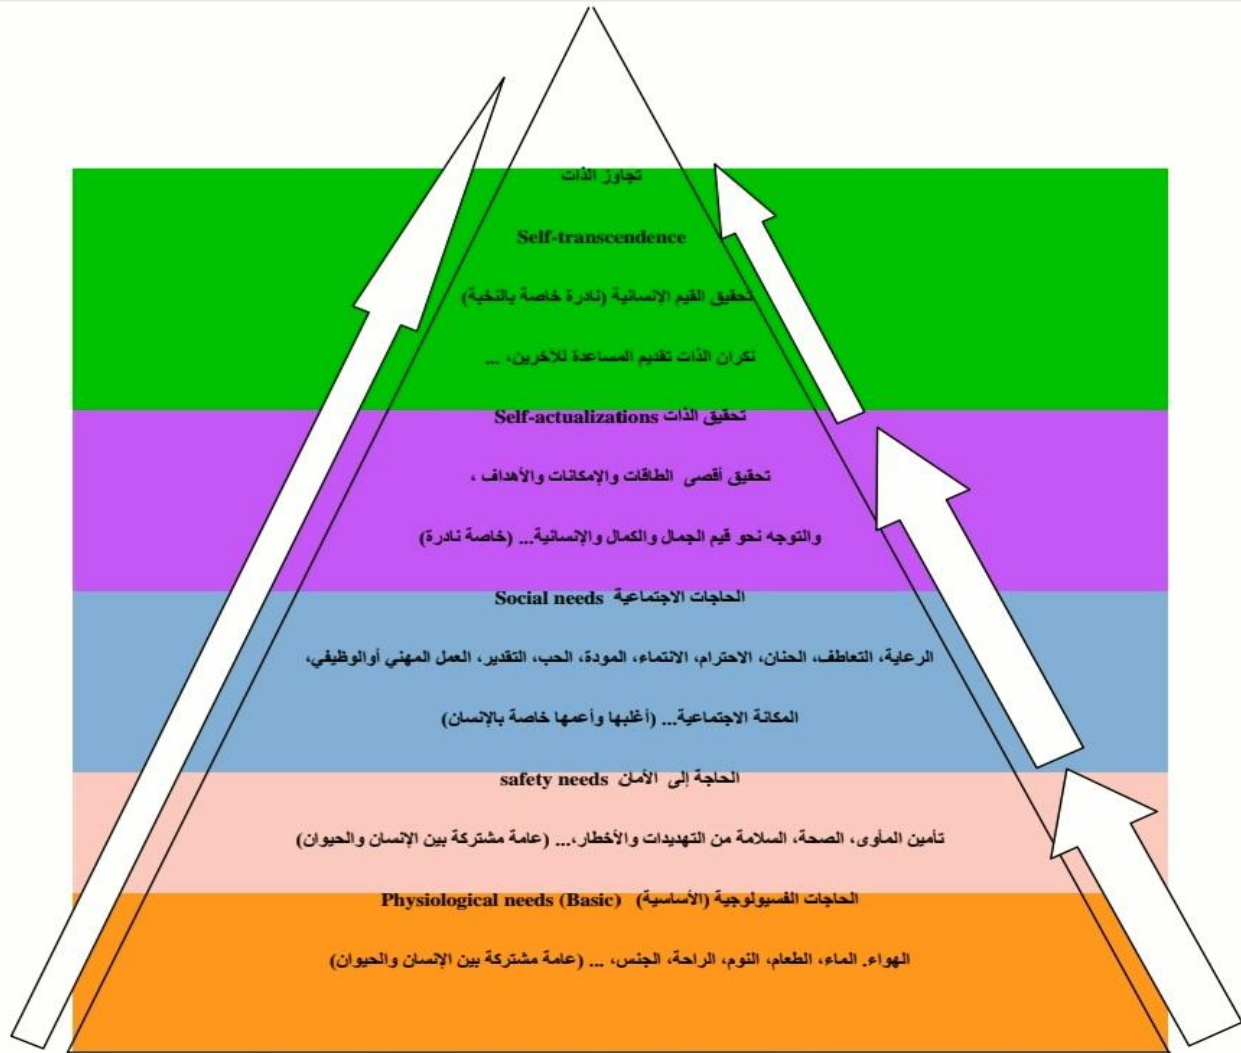 تجاوز الذات
Self-transcendence
تحقيق القيم الإنسانية (نادرة خاصة بالنخبة)
نكران الذات تقديم المساعدة للآخرين، ...
تحقيق الذات Self-actualizations
تحقيق أقصى الطاقات والإمكانات والأهداف ،
والتوجه نحو قيم الجمال والكمال والإنسانية... (خاصة نادرة)
الحاجات الاجتماعية Social needs
الرعاية، التعاطف، الحنان، الاحترام، الانتماء، المودة، الحب، التقدير، العمل المهني أوالوظيفي،
المكانة الاجتماعية... (أغلبها وأعمها خاصة بالإنسان)
الحاجة إلى الأمان safety needs
تأمين المأوى، الصحة، السلامة من التهديدات والأخطار،... (عامة مشتركة بين الإنسان والحيوان)
الحاجات الفسيولوجية (الأساسية) Physiological needs (Basic)
الهواء. الماء، الطعام، النوم، الراحة، الجنس، ... (عامة مشتركة بين الإنسان والحيوان)